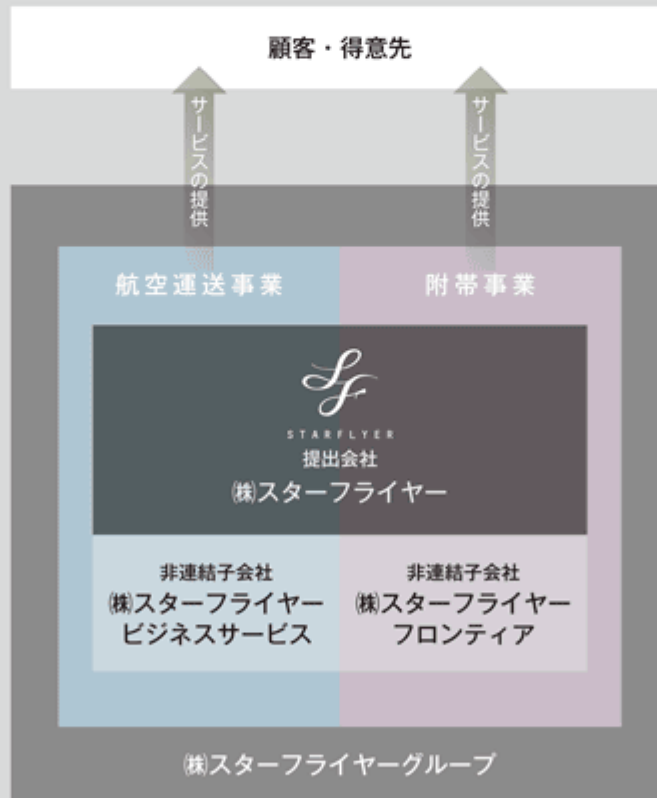 顧客・得意先
サービスの提供
サービスの提供
航空運送事業
附帯事業
STARFLYER
提出会社
㈱スターフライヤー
非連結子会社
㈱スターフライヤー
ビジネスサービス
非連結子会社
㈱スターフライヤー
フロンティア
㈱スターフライヤーグループ